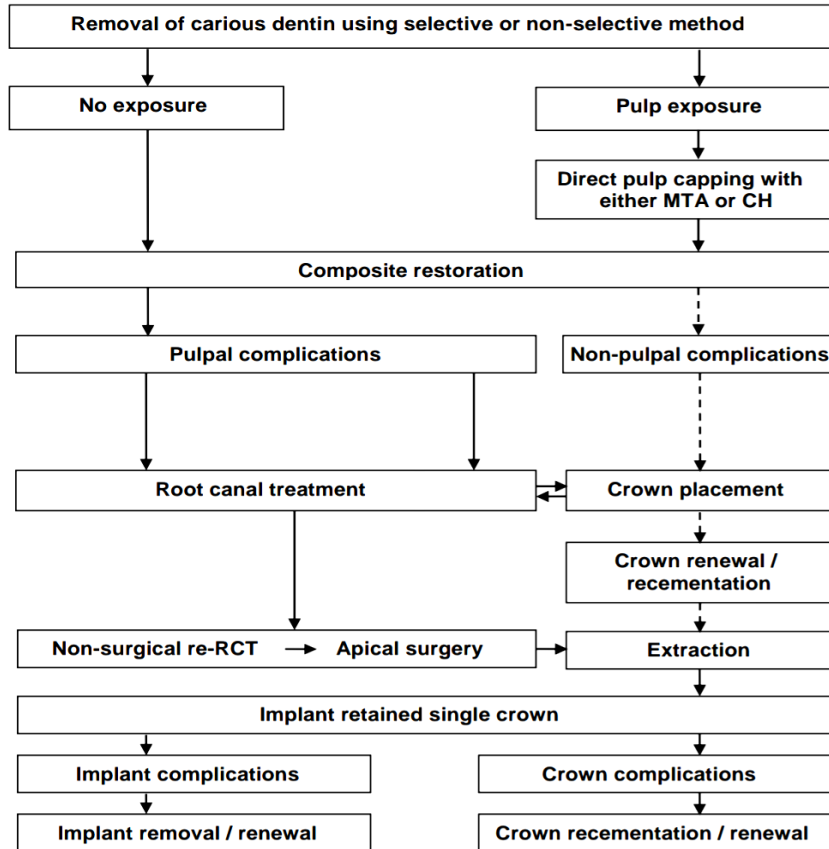 Removal of carious dentin using selective or non-selective method
No exposure
Pulp exposure
Direct pulp capping with
either MTA or CH
Composite restoration
Pulpal complications
Non-pulpal complications
Root canal treatment
Crown placement
Crown renewal /
recementation
Non-surgical re-RCT
Apical surgery
Extraction
Implant retained single crown
Implant complications
Crown complications
Implant removal / renewal
Crown recementation / renewal